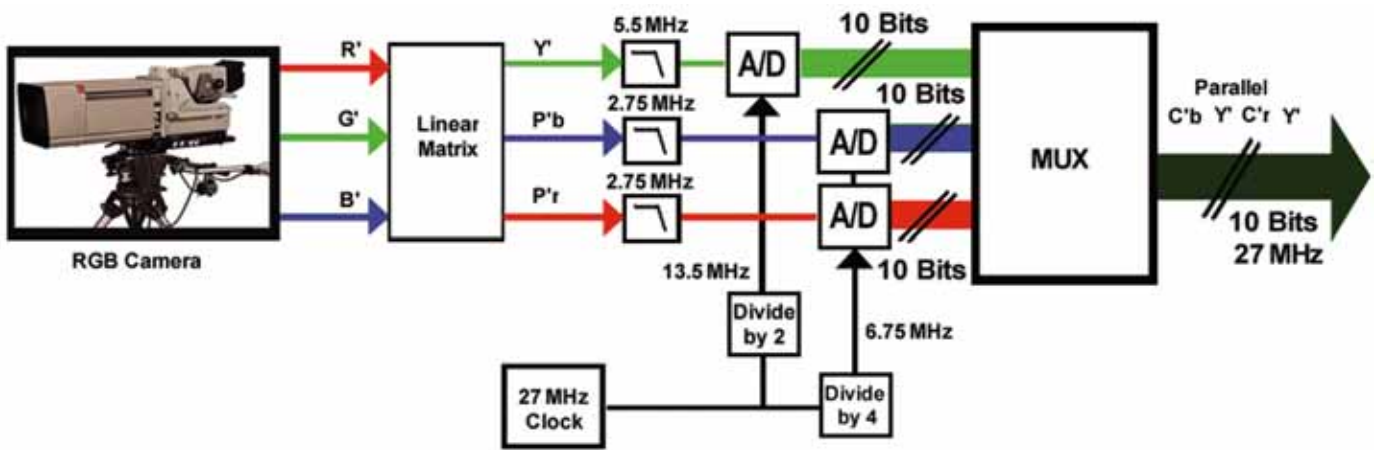 RGB Camera
R'
G'
B'
Linear
Matrix
Y'
P'b
P'r
5.5 MHz
2.75 MHz
2.75 MHz
A/D
A/D
A/D
10 Bits
10 Bits
10 Bits
MUX
Parallel
C'b Y' C'r Y'
10 Bits
27 MHz
13.5 MHz
Divide
by 2
6.75 MHz
27 MHz
Clock
Divide
by 4